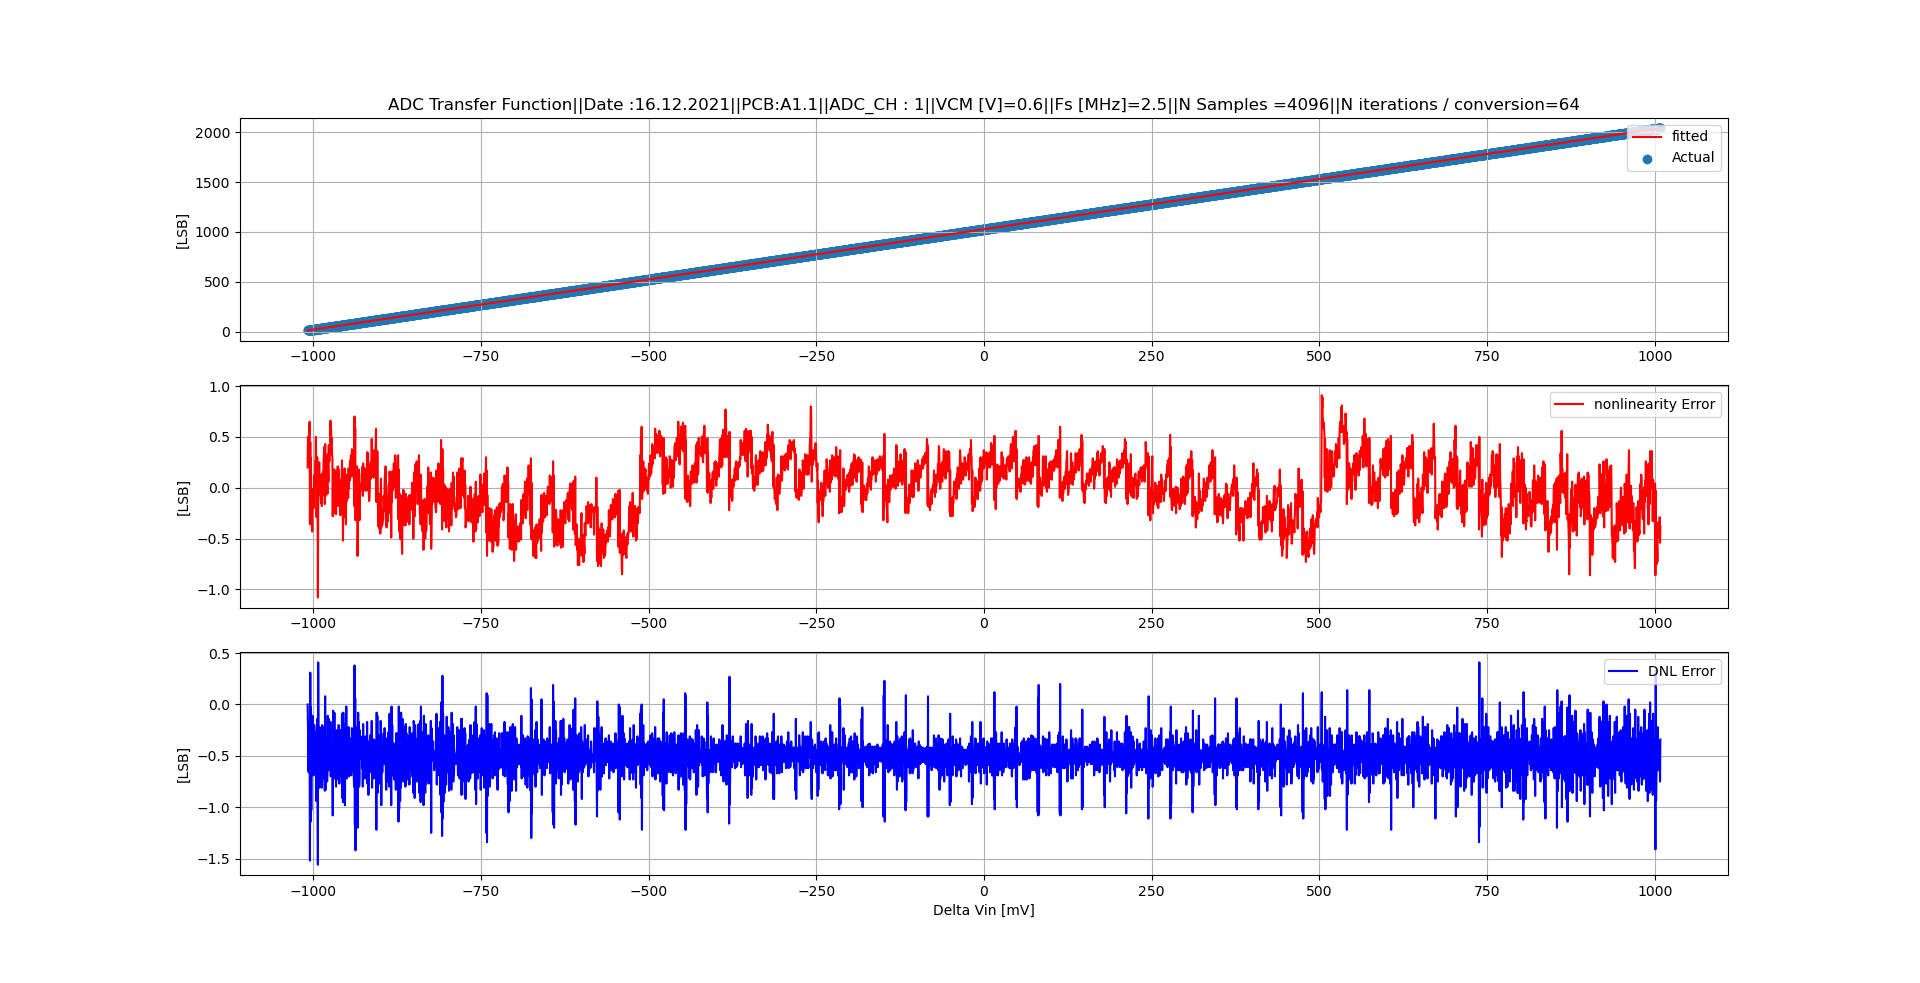 ADC Transfer Function||Date :16.12.2021||PCB:A1.1||ADC_CH : 1||VCM [V]=0.6||Fs [MHz]=2.5||N Samples =4096||N iterations / conversion=64
[LSB]
2000
1500
1000
500
0
fitted
Actual
−1000 −750 −500 −250 0 250 500 750 1000
[LSB]
1.0
0.5
0.0
−0.5
−1.0
nonlinearity Error
−1000 −750 −500 −250 0 250 500 750 1000
[LSB]
0.5
0.0
−0.5
−1.0
−1.5
DNL Error
−1000 −750 −500 −250 0 250 500 750 1000
Delta Vin [mV]